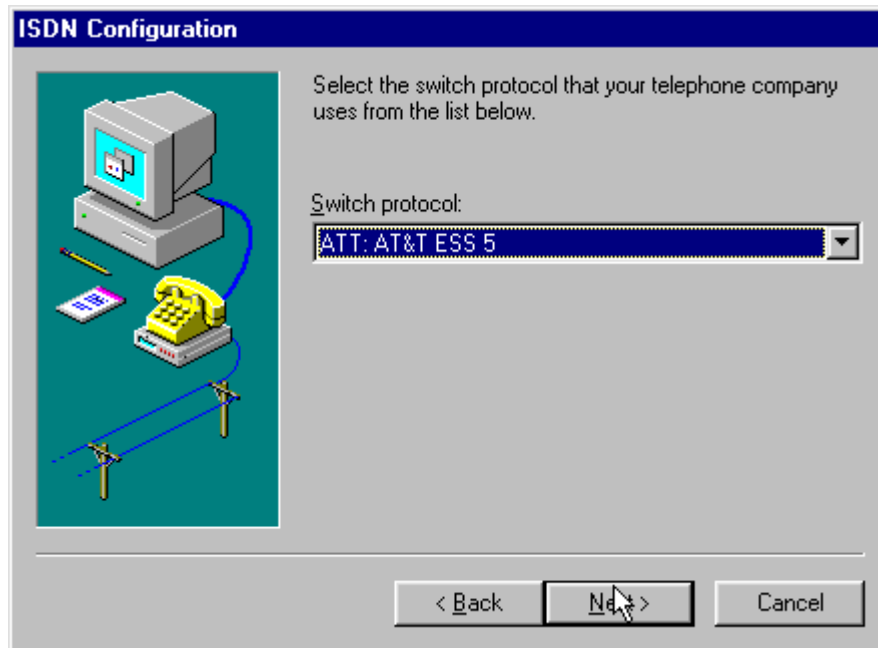 ISDN Configuration
Select the switch protocol that your telephone company
uses from the list below.
Switch protocol:
ATT: AT&T ESS 5
< Back
Next >
Cancel